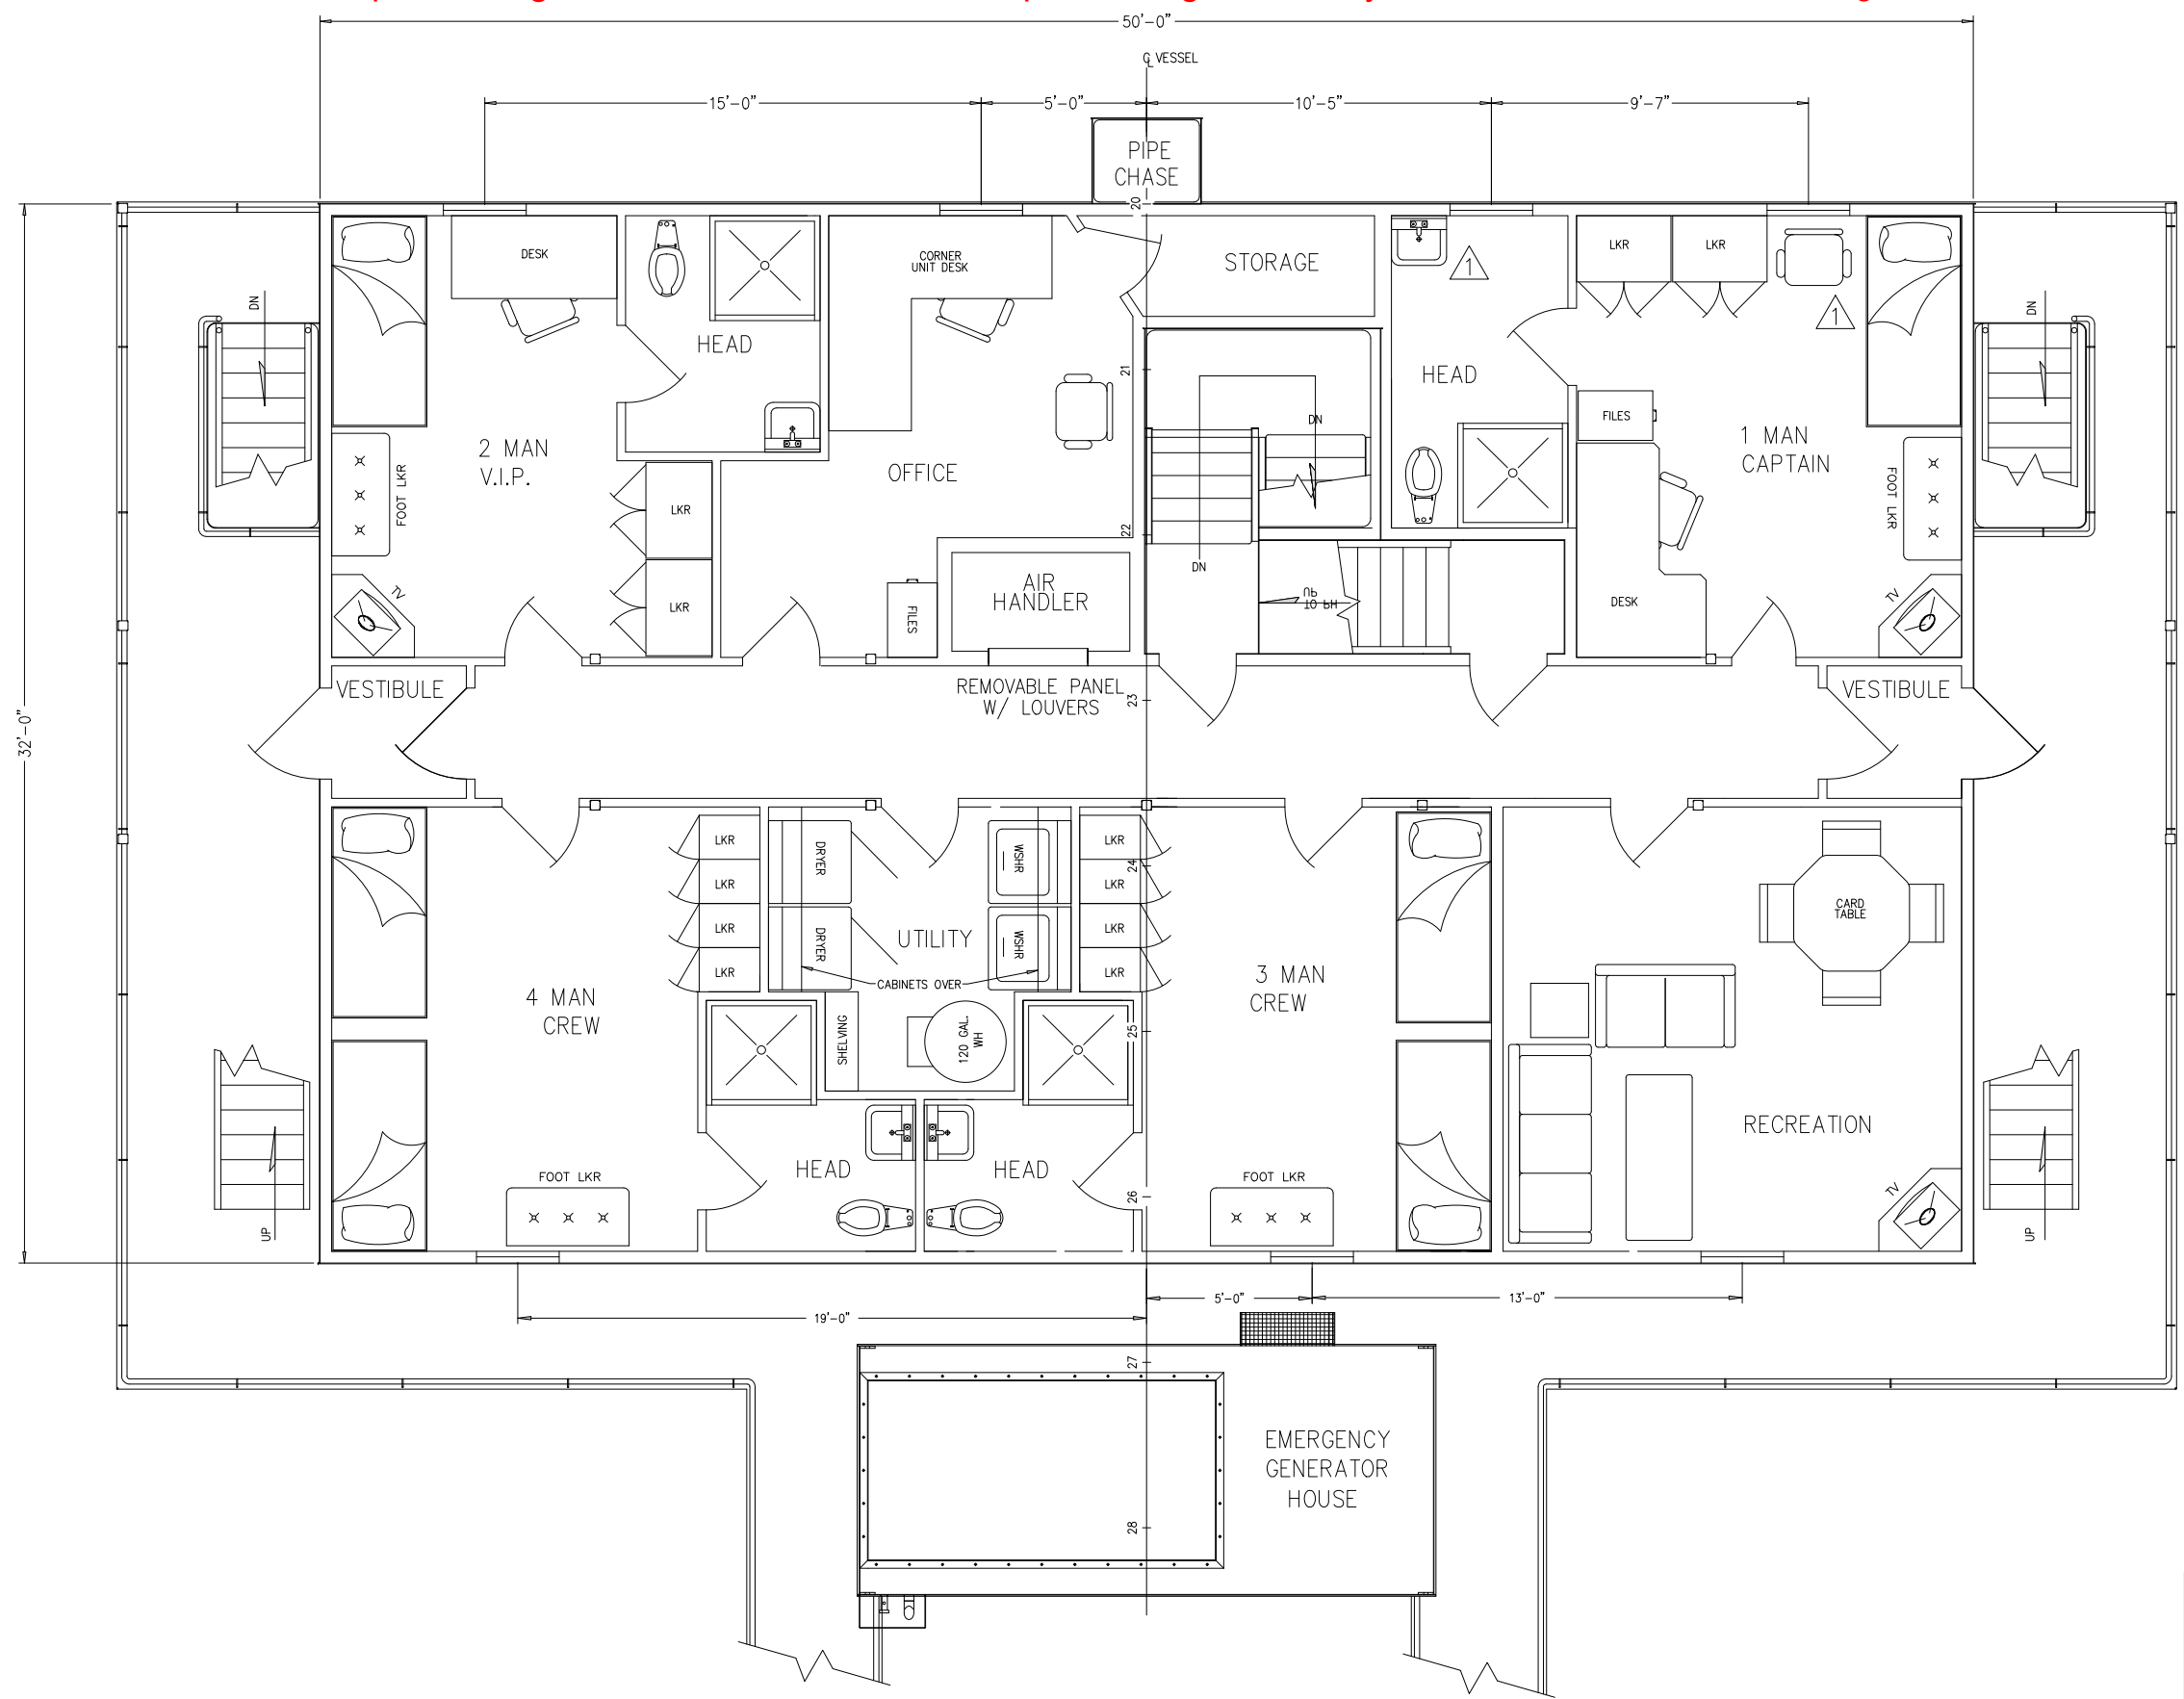 50'-0"
℄ VESSEL
15'-0"
5'-0"
10'-5"
9'-7"
PIPE
CHASE
20
DESK
CORNER
UNIT DESK
STORAGE
1
LKR
LKR
1
DN
DN
HEAD
21
HEAD
DN
FILES
2 MAN
V.I.P.
FOOT LKR
LKR
OFFICE
22
1 MAN
CAPTAIN
FOOT LKR
DN
AIR
HANDLER
UP
TO PH
TV
LKR
FILES
DESK
TV
VESTIBULE
REMOVABLE PANEL
W/ LOUVERS
23
VESTIBULE
32'-0"
LKR
LKR
LKR
LKR
DRYER
DRYER
WSHR
WSHR
UTILITY
CABINETS OVER
LKR
LKR
LKR
LKR
24
CARD
TABLE
4 MAN
CREW
3 MAN
CREW
SHELVING
120 GAL.
WH
25
RECREATION
HEAD
HEAD
FOOT LKR
FOOT LKR
26
TV
UP
UP
5'-0"
13'-0"
19'-0"
27
EMERGENCY
GENERATOR
HOUSE
28